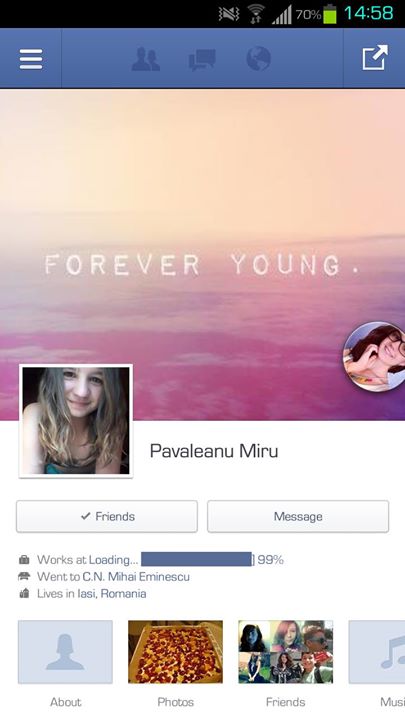 70% 14:58
FOREVER YOUNG.
Pavaleanu Miru
✓ Friends
Message
Works at Loading... ] 99%
Went to C.N. Mihai Eminescu
Lives in Iasi, Romania
About
Photos
Friends
Musi